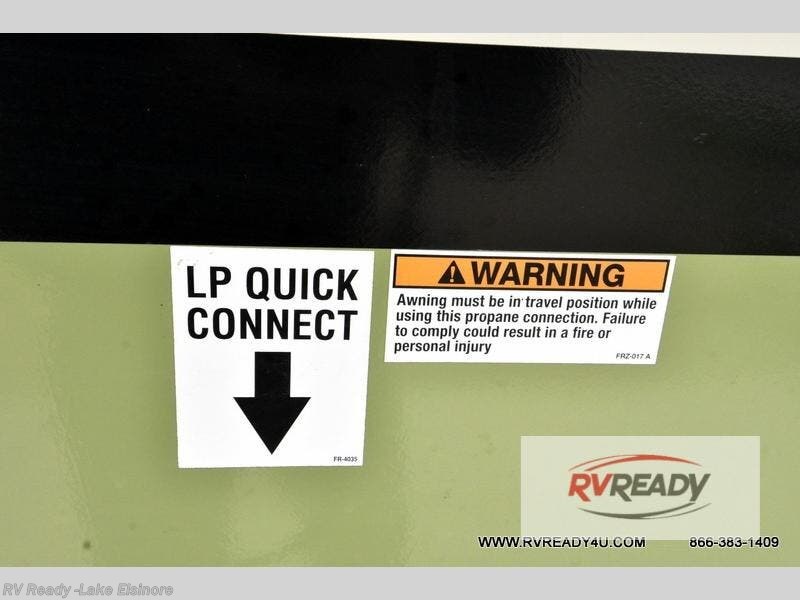 LP QUICK
CONNECT
FR-4035
WARNING
Awning must be in travel position while
using this propane connection. Failure
to comply could result in a fire or
personal injury
FRZ-017 A
RVREADY
WWW.RVREADY4U.COM 866-383-1409
RV Ready -Lake Elsinore